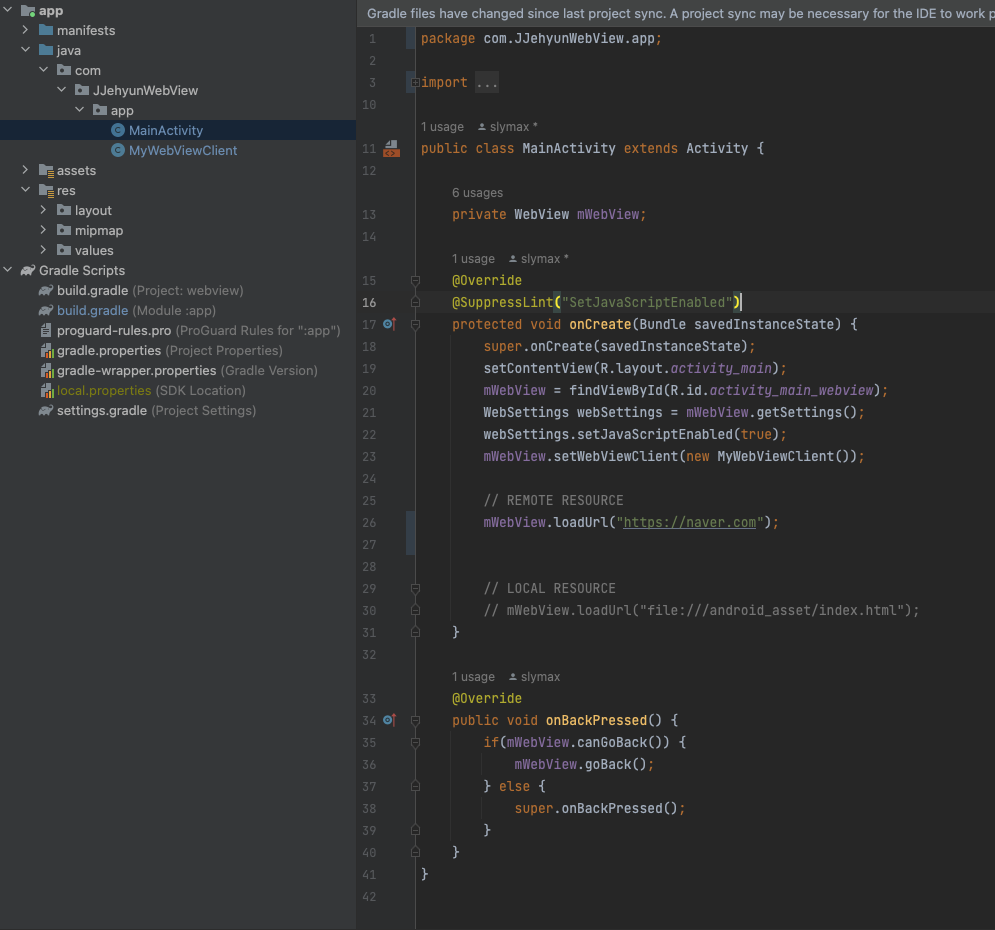 app
manifests
java
com
JJehyunWebView
app
MainActivity
MyWebViewClient
assets
res
layout
mipmap
values
Gradle Scripts
build.gradle (Project: webview)
build.gradle (Module :app)
proguard-rules.pro (ProGuard Rules for ":app")
gradle.properties (Project Properties)
gradle-wrapper.properties (Gradle Version)
local.properties (SDK Location)
settings.gradle (Project Settings)
Gradle files have changed since last project sync. A project sync may be necessary for the IDE to work p
1 package com.JJehyunWebView.app;
2
3 import ...
10
1 usage slymax *
11 public class MainActivity extends Activity {
12
6 usages
13 private WebView mWebView;
14
1 usage slymax *
15 @Override
16 @SuppressLint("SetJavaScriptEnabled")
17 protected void onCreate(Bundle savedInstanceState) {
18 super.onCreate(savedInstanceState);
19 setContentView(R.layout.activity_main);
20 mWebView = findViewById(R.id.activity_main_webview);
21 WebSettings webSettings = mWebView.getSettings();
22 webSettings.setJavaScriptEnabled(true);
23 mWebView.setWebViewClient(new MyWebViewClient());
24
25 // REMOTE RESOURCE
26 mWebView.loadUrl("https://naver.com");
27
28
29 // LOCAL RESOURCE
30 // mWebView.loadUrl("file:///android_asset/index.html");
31 }
32
1 usage slymax
33 @Override
34 public void onBackPressed() {
35 if(mWebView.canGoBack()) {
36 mWebView.goBack();
37 } else {
38 super.onBackPressed();
39 }
40 }
41 }
42